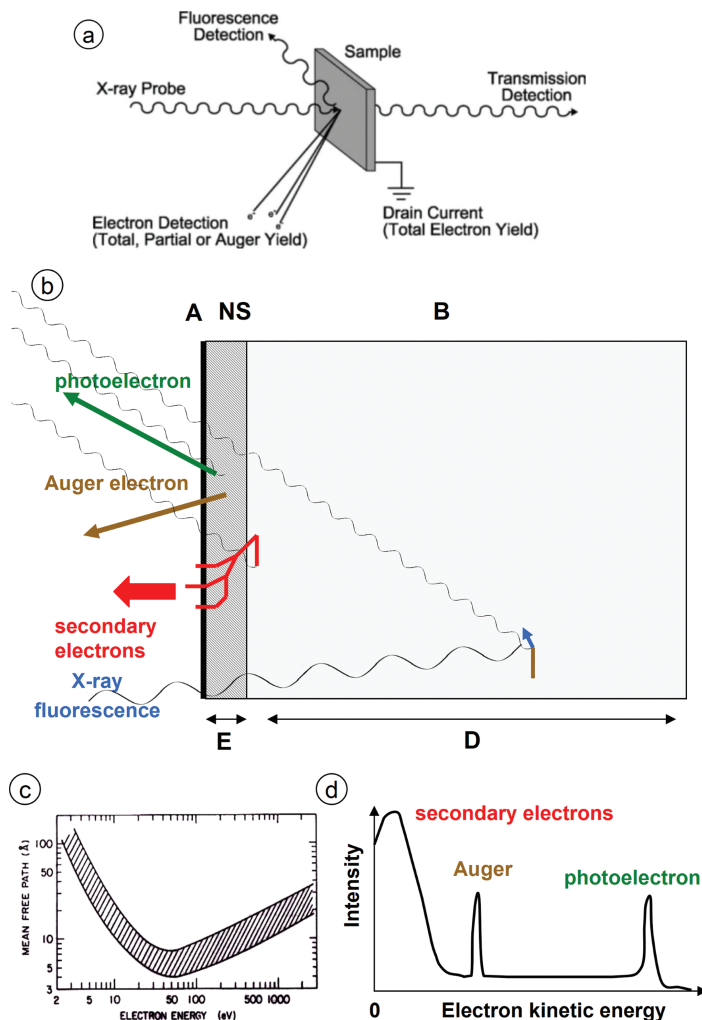 a
Fluorescence
Detection
Sample
X-ray Probe
Transmission
Detection
e-
e-
e-
Electron Detection
(Total, Partial or Auger Yield)
Drain Current
(Total Electron Yield)
b
A NS B
photoelectron
Auger electron
secondary
electrons
X-ray
fluorescence
E D
c
MEAN FREE PATH (Å)
100
50
10
5
3
2 5 10 50 100 500 1000
ELECTRON ENERGY (eV)
d
secondary electrons
Auger
photoelectron
Intensity
0 Electron kinetic energy